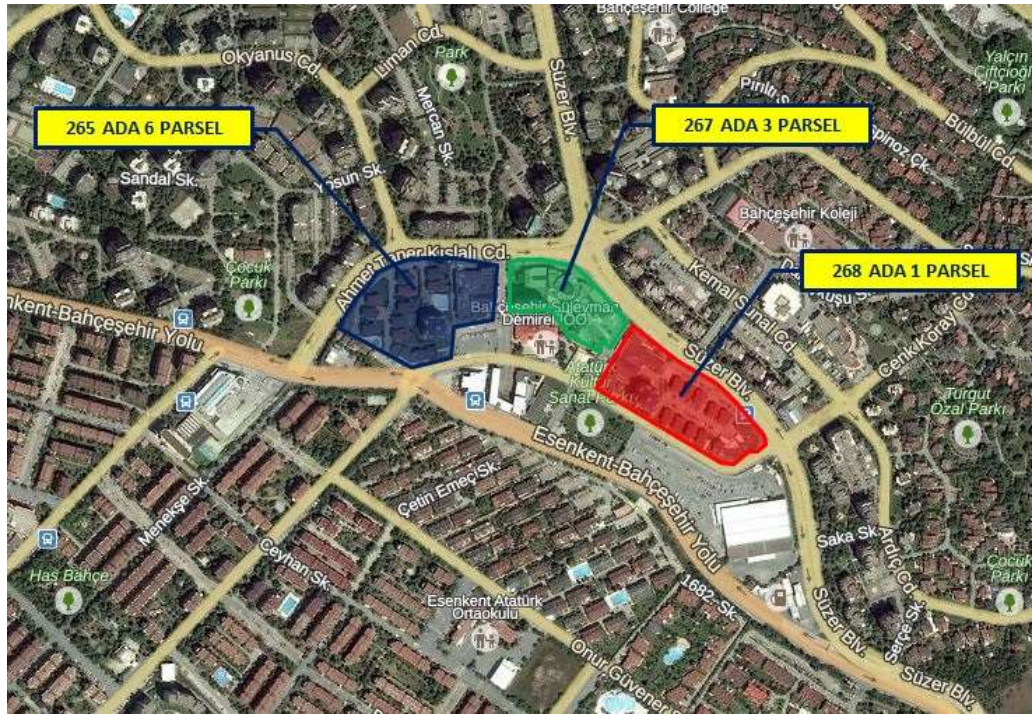 Bahçeşehir College
Okyanus Cd.
Liman Cd.
Park
Süzer Blv.
Yalçın
Çiftçioğl
Parkı
265 ADA 6 PARSEL
Mercan Sk.
267 ADA 3 PARSEL
Bülbül Cd.
Sandal Sk.
Yosun Sk.
Bahçeşehir Koleji
Ahmet Taner Kışlalı Cd.
268 ADA 1 PARSEL
Çocuk
Parkı
Kemal Sunal Cd.
Cenk Koray Cd.
Demirel
nkent-Bahçeşehir Yolu
Süzer Blv.
Atatürk
Kültür
Sanat Parkı
Turgut
Özal Parkı
Esenkent-Bahçeşehir Yolu
Menekşe Sk.
Çetin Emeç Sk.
Ceyhan Sk.
Saka Sk.
Ardıç Cd.
Has Bahçe
1682. Sk.
Çocuk
Parkı
Esenkent Atatürk
Ortaokulu
Süzer Blv.
Serçe Sk.
Onur Güvener
Süzer Blv.